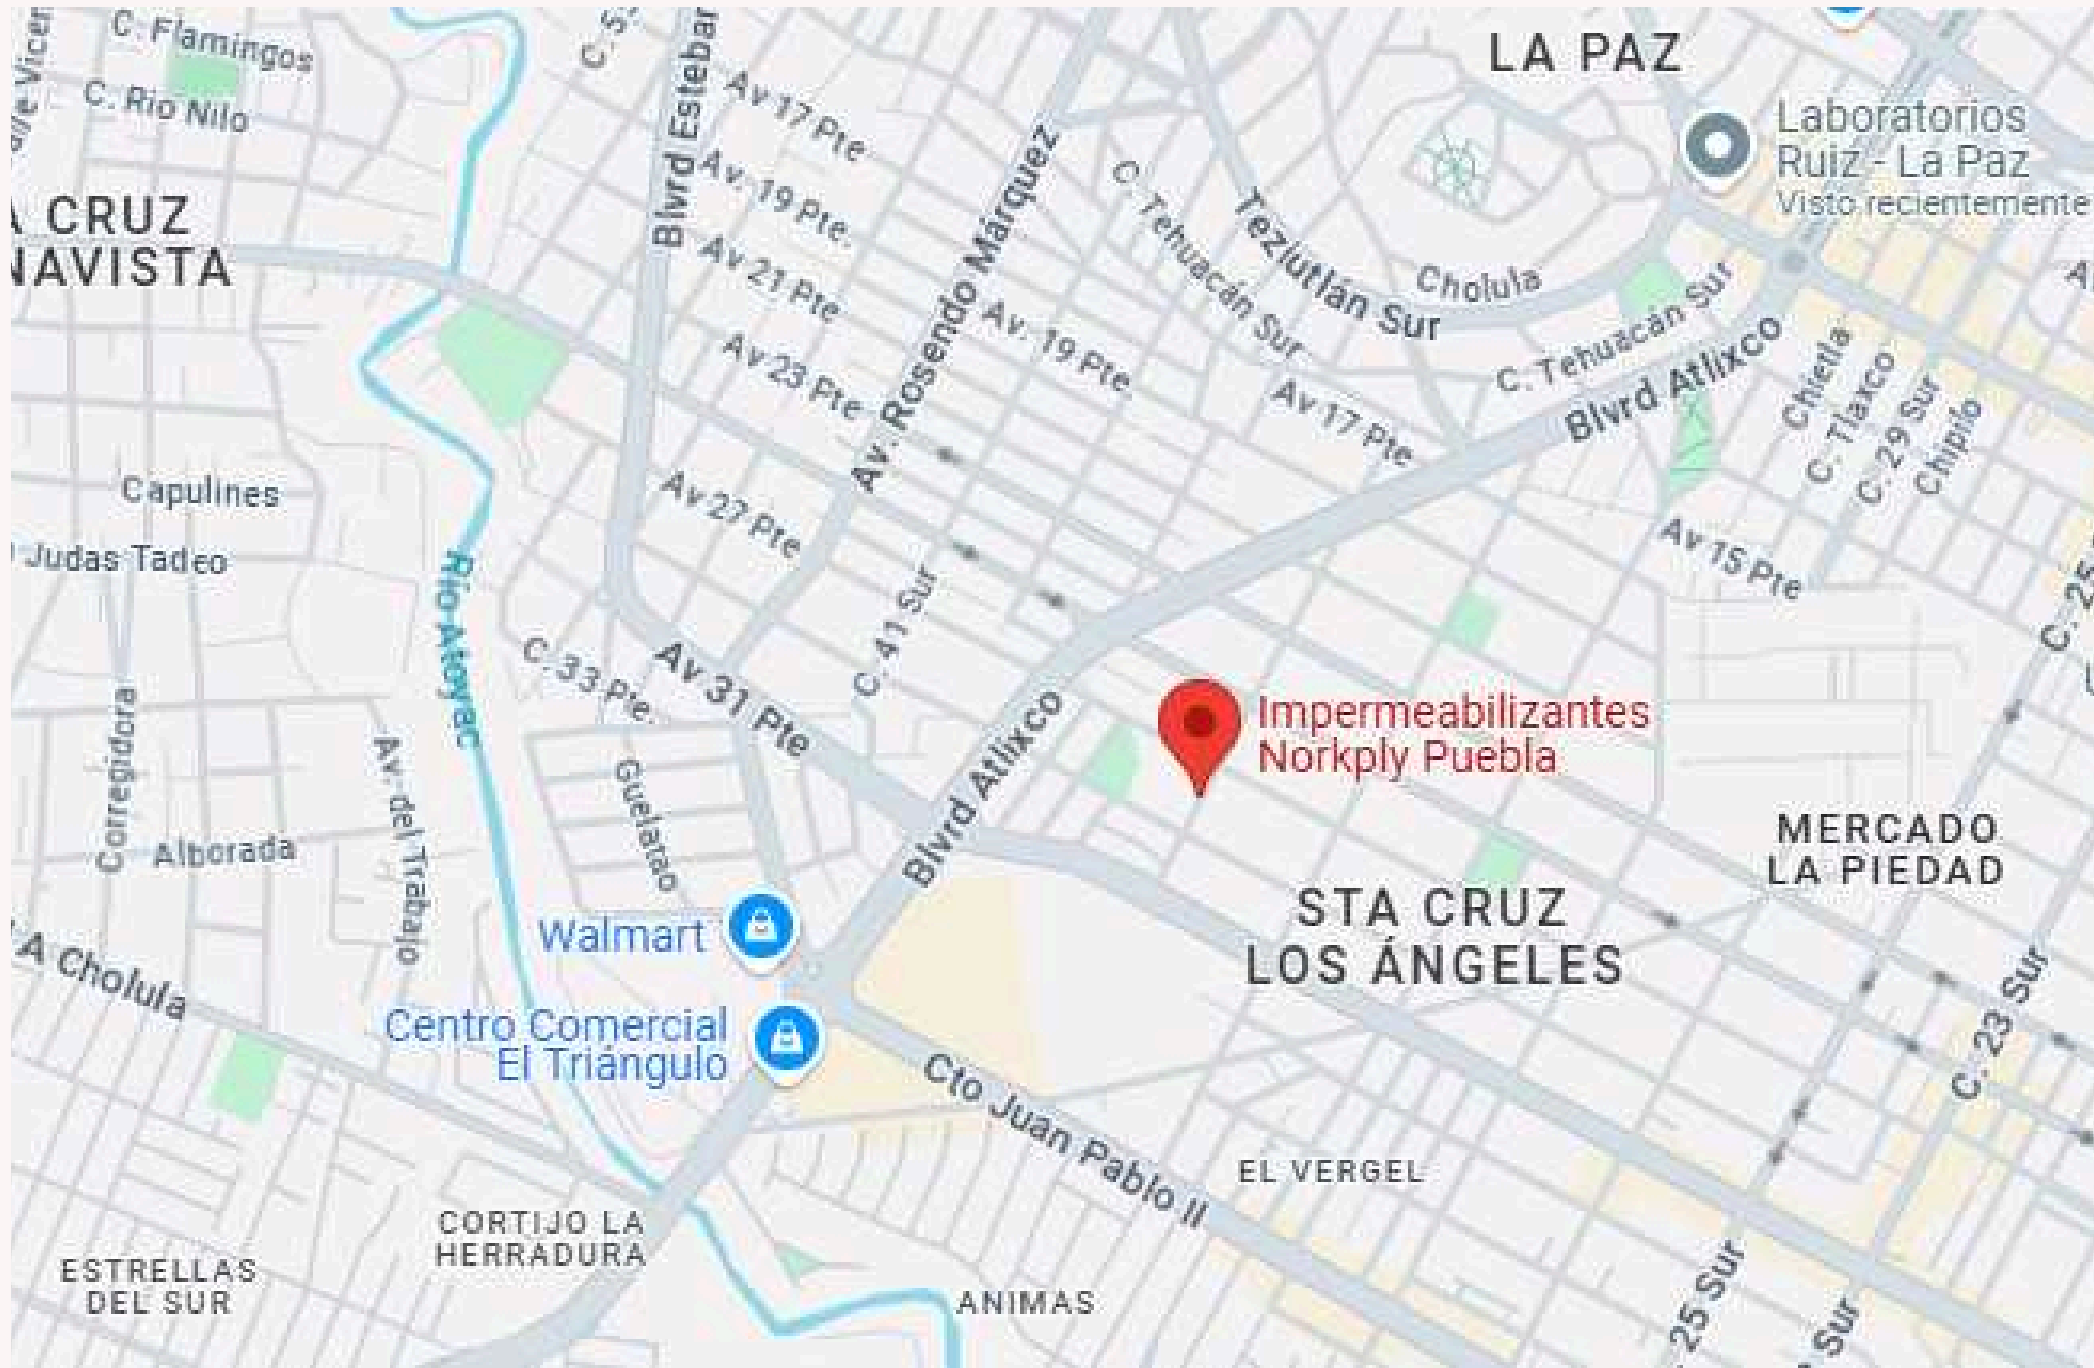 C. Flamingos
C. Rio Nilo
LA PAZ
Laboratorios
Ruiz - La Paz
Visto recientemente
Av 17 Pte
Av. 19 Pte.
Av 21 Pte
Av 23 Pte
Av. Rosendo Márquez
C. Tehuacán Sur
Teziutlán Sur
Cholula
C. Tehuacán Sur
Blvrd Atlixco
Chietla
C. Tlaxco
C. 29 Sur
Chipilo
A CRUZ
NAVISTA
Av. 19 Pte.
Av 17 Pte
Capulines
Judas Tadeo
Av 27 Pte
Av 15 Pte
Río Atoyac
C. 41 Sur
C. 33 Pte.
Av 31 Pte
Blvrd Atlixco
Impermeabilizantes
Norkply Puebla
Corregidora
Alborada
Av. del Trabajo
Guelatao
MERCADO
LA PIEDAD
STA CRUZ
LOS ÁNGELES
Walmart
A Cholula
Centro Comercial
El Triángulo
Cto Juan Pablo II
C. 23 Sur
EL VERGEL
CORTIJO LA
HERRADURA
ESTRELLAS
DEL SUR
ANIMAS
25 Sur
Sur
Blvrd Esteban